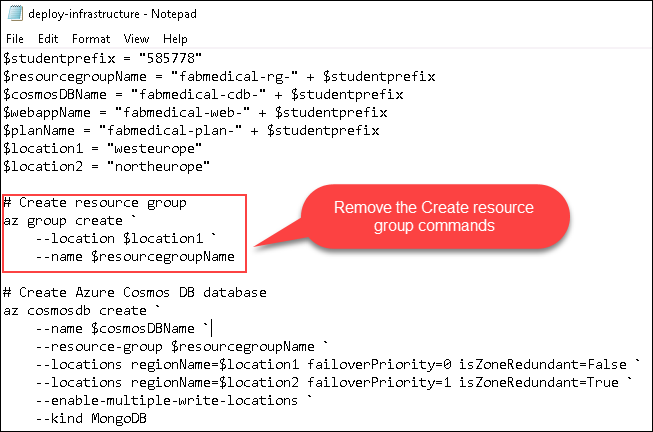 deploy-infrastructure - Notepad
File Edit Format View Help
$studentprefix = "585778"
$resourcegroupName = "fabmedical-rg-" + $studentprefix
$cosmosDBName = "fabmedical-cdb-" + $studentprefix
$webappName = "fabmedical-web-" + $studentprefix
$planName = "fabmedical-plan-" + $studentprefix
$location1 = "westeurope"
$location2 = "northeurope"
# Create resource group
az group create `
--location $location1 `
--name $resourcegroupName
Remove the Create resource
group commands
# Create Azure Cosmos DB database
az cosmosdb create `
--name $cosmosDBName `
--resource-group $resourcegroupName `
--locations regionName=$location1 failoverPriority=0 isZoneRedundant=False `
--locations regionName=$location2 failoverPriority=1 isZoneRedundant=True `
--enable-multiple-write-locations `
--kind MongoDB